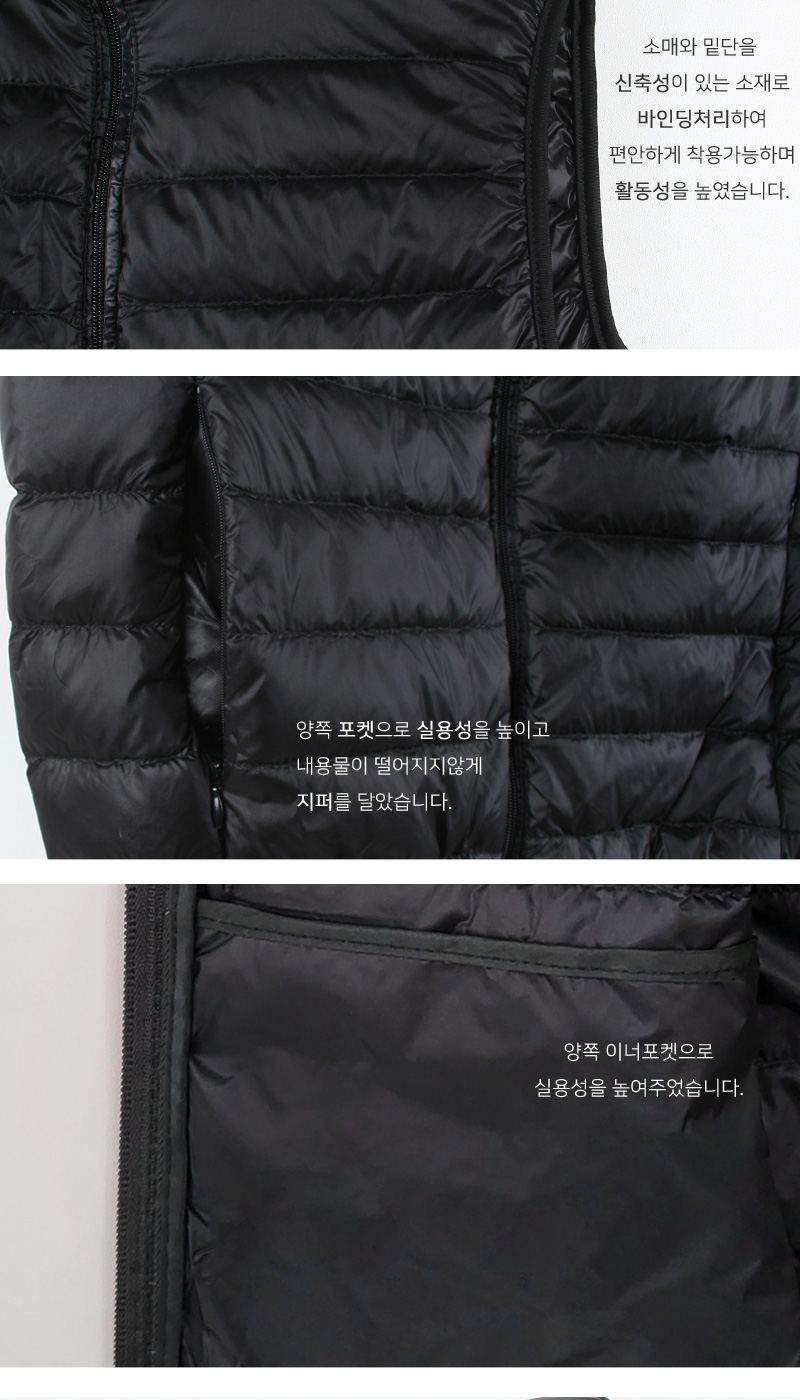 소매와 밑단을
신축성이 있는 소재로
바인딩처리하여
편안하게 착용가능하며
활동성을 높였습니다.
양쪽 포켓으로 실용성을 높이고
내용물이 떨어지지않게
지퍼를 달았습니다.
양쪽 이너포켓으로
실용성을 높여주었습니다.